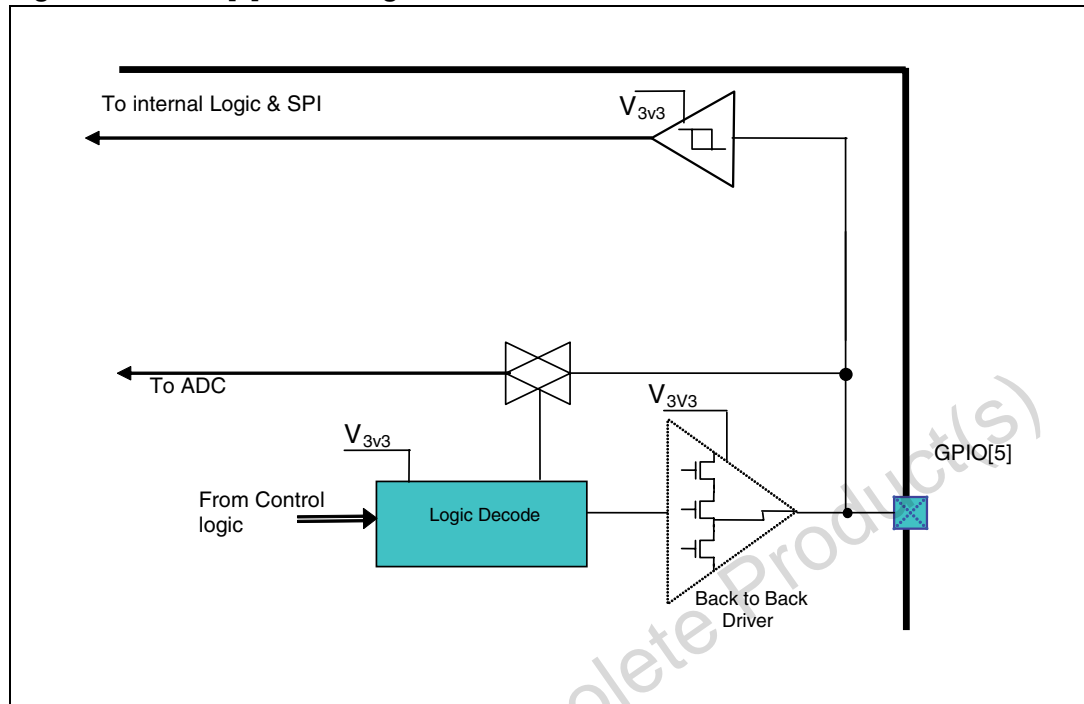 To internal Logic & SPI
V3v3
To ADC
V3V3
V3v3
GPIO[5]
From Control
logic
Logic Decode
Back to Back
Driver
olete Product(s)